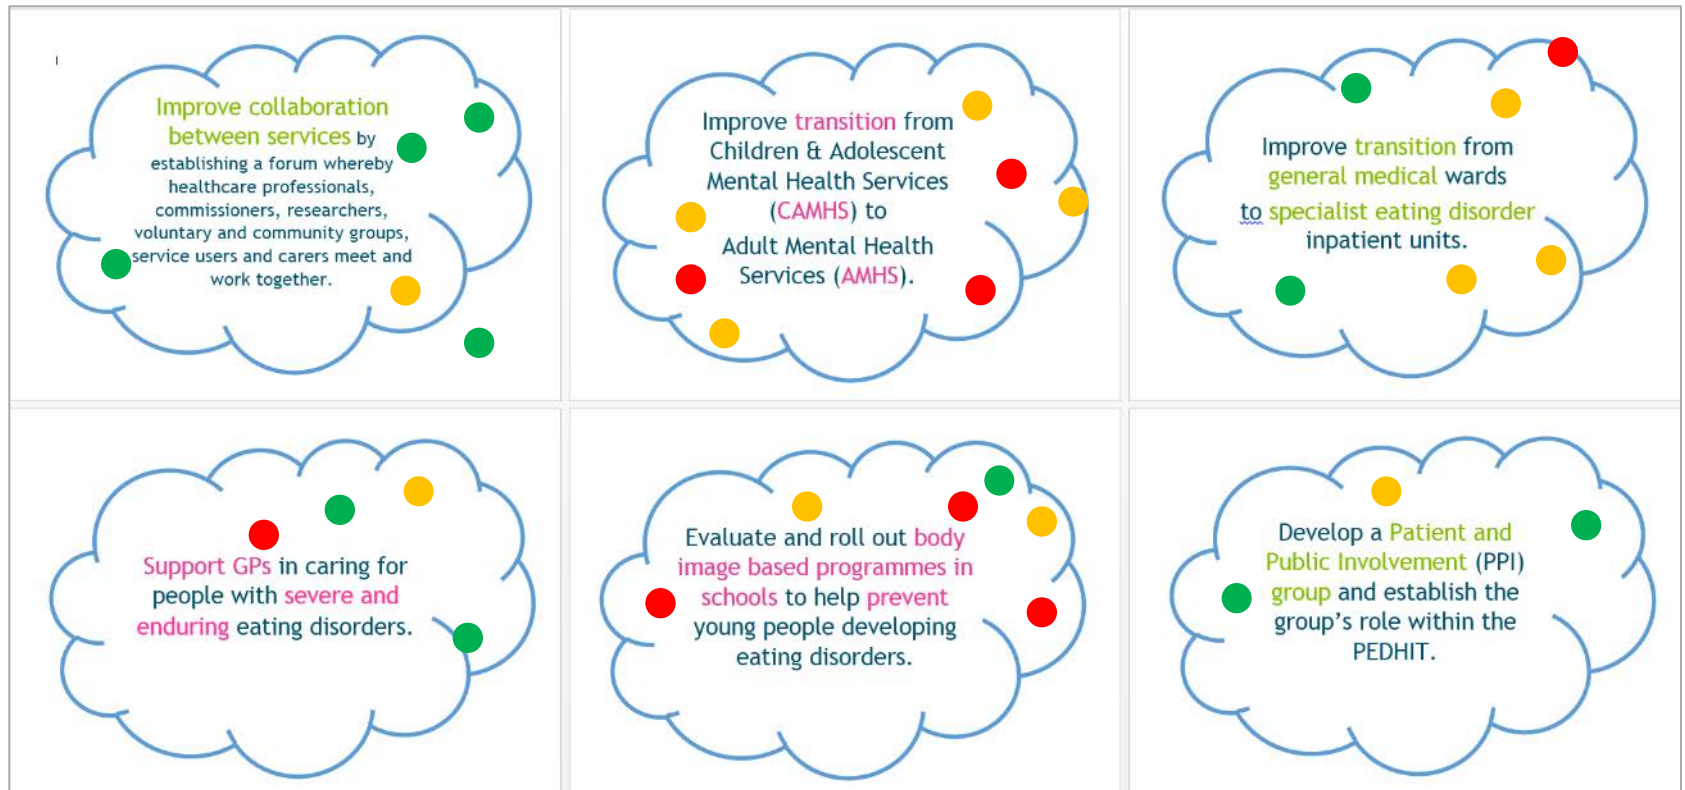 Improve collaboration
between services by
establishing a forum whereby
healthcare professionals,
commissioners, researchers,
voluntary and community groups,
service users and carers meet and
work together.
Improve transition from
Children & Adolescent
Mental Health Services
(CAMHS) to
Adult Mental Health
Services (AMHS).
Improve transition from
general medical wards
to specialist eating disorder
inpatient units.
Support GPs in caring for
people with severe and
enduring eating disorders.
Evaluate and roll out body
image based programmes in
schools to help prevent
young people developing
eating disorders.
Develop a Patient and
Public Involvement (PPI)
group and establish the
group's role within the
PEDHIT.